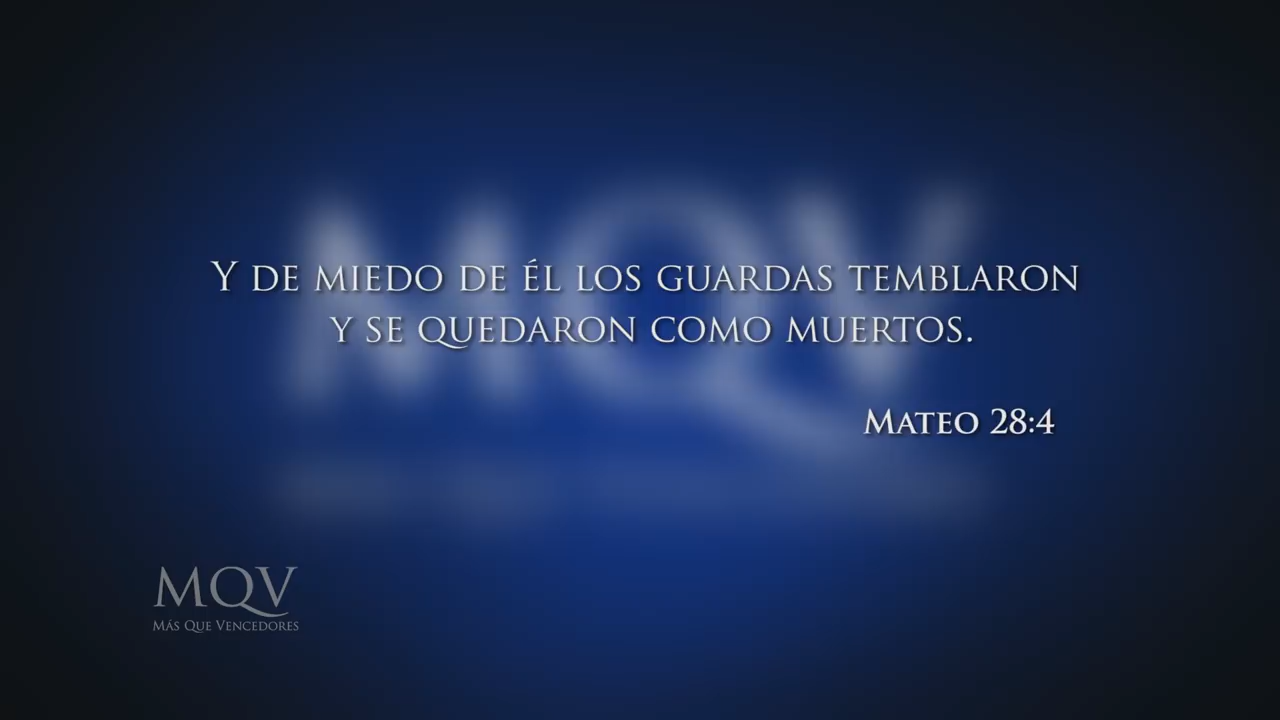 Y DE MIEDO DE ÉL LOS GUARDAS TEMBLARON
Y SE QUEDARON COMO MUERTOS.
MATEO 28:4
MQV
MÁS QUE VENCEDORES